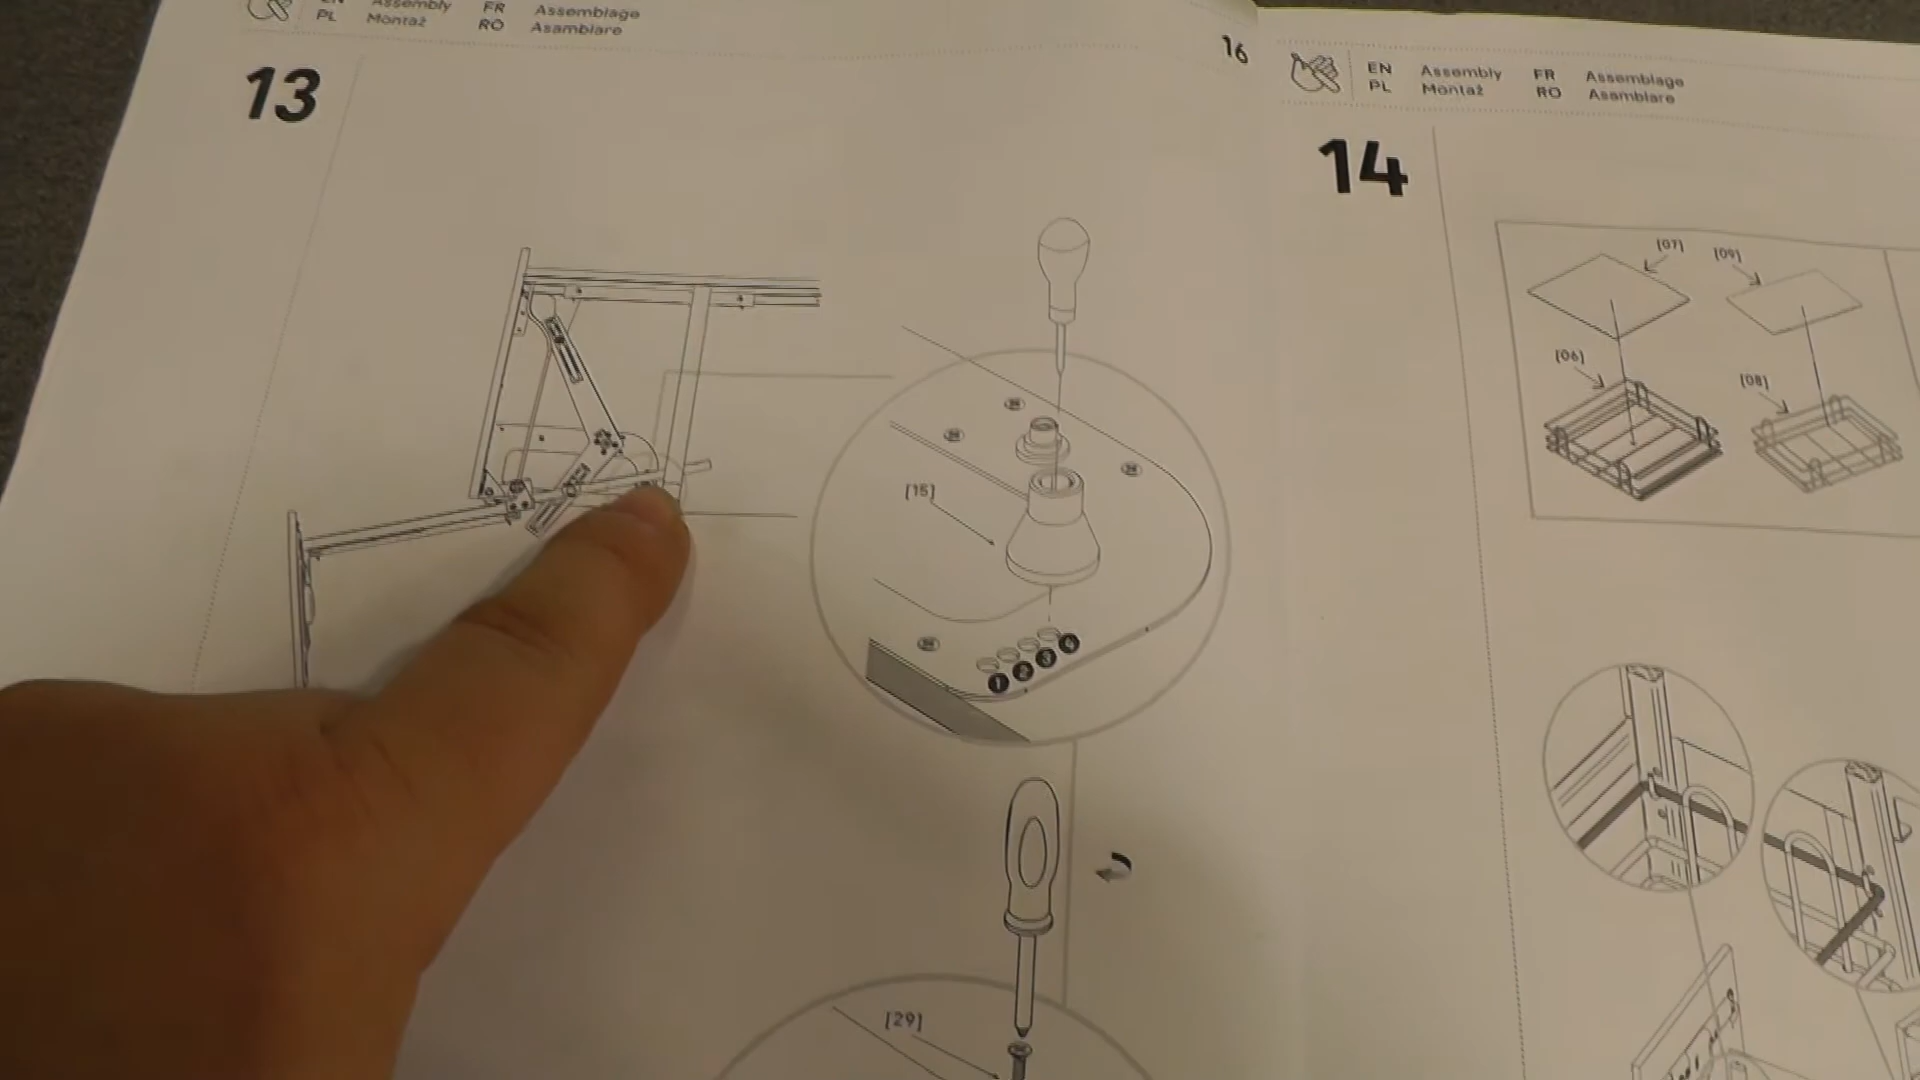 Assembly FR Assemblage
PL Montaż RO Asamblare
16
13
[15]
1 2 3 4
[29]
EN Assembly FR Assemblage
PL Montaż RO Asamblare
14
[07] [09]
[06] [08]